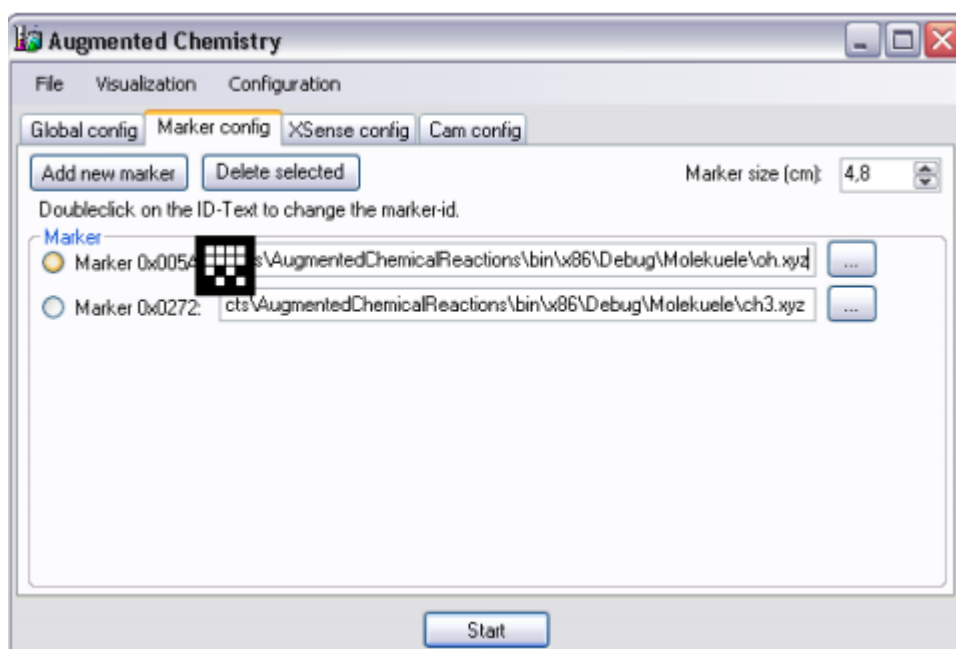 Augmented Chemistry
File Visualization Configuration
Global config Marker config XSense config Cam config
Add new marker Delete selected Marker size (cm): 4,8
Doubleclick on the ID-Text to change the marker-id.
Marker
Marker 0x005A s\AugmentedChemicalReactions\bin\x86\Debug\Molekuele\oh.xyz ...
Marker 0x0272: cts\AugmentedChemicalReactions\bin\x86\Debug\Molekuele\ch3.xyz ...
Start